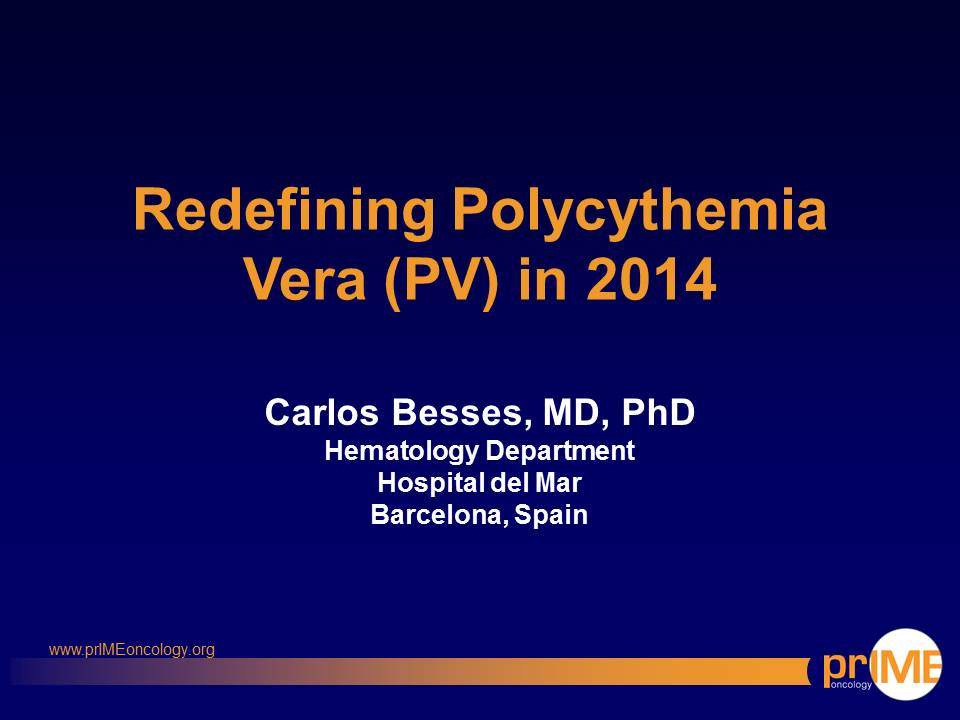 Redefining Polycythemia
Vera (PV) in 2014
Carlos Besses, MD, PhD
Hematology Department
Hospital del Mar
Barcelona, Spain
www.prIMEoncology.org
prIME
oncology